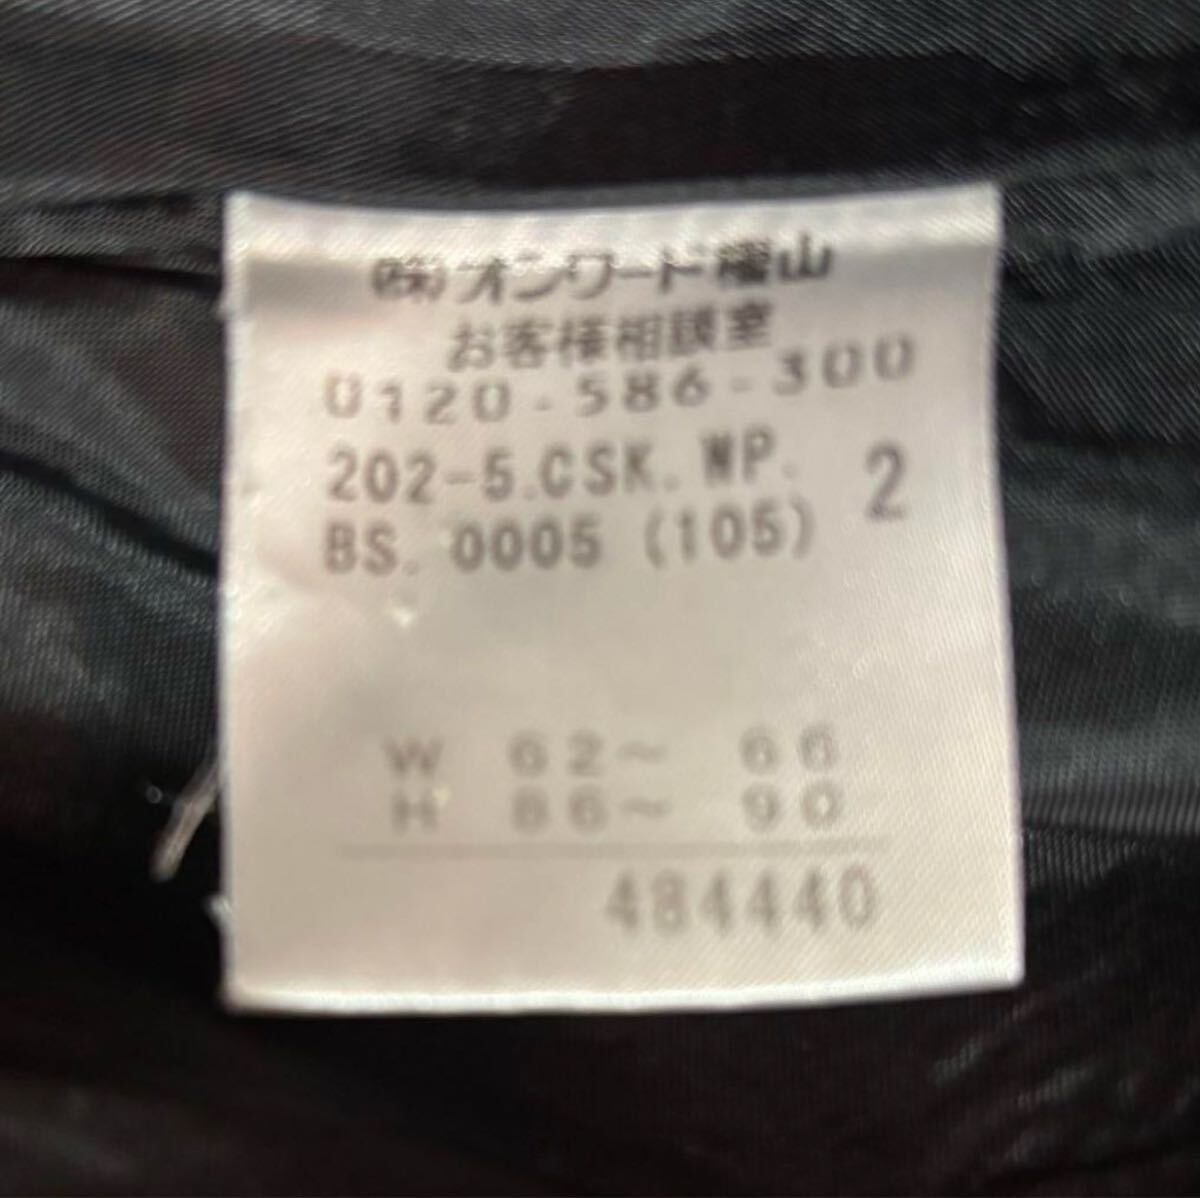 ㈱オンワード樫山
お客様相談室
0120-586-300
202-5.CSK.WP. 2
BS. 0005 (105)
W 62～ 66
H 86～ 90
484440